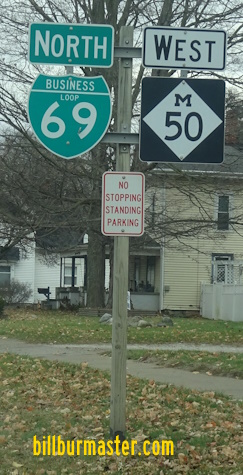 NORTH
WEST
BUSINESS
LOOP
69
M
50
NO
STOPPING
STANDING
PARKING
billburmaster.com